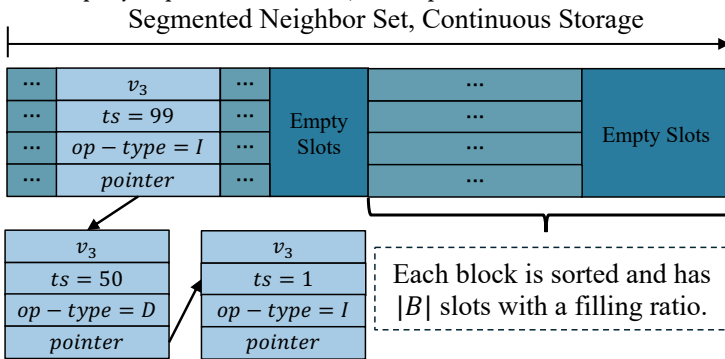 Segmented Neighbor Set, Continuous Storage
... v₃ ... ...
... ts = 99 ... Empty ... Empty Slots
... op − type = I ... Slots ...
... pointer ... ...
v₃ v₃
ts = 50 ts = 1
op − type = D op − type = I
pointer pointer
Each block is sorted and has
|B| slots with a filling ratio.